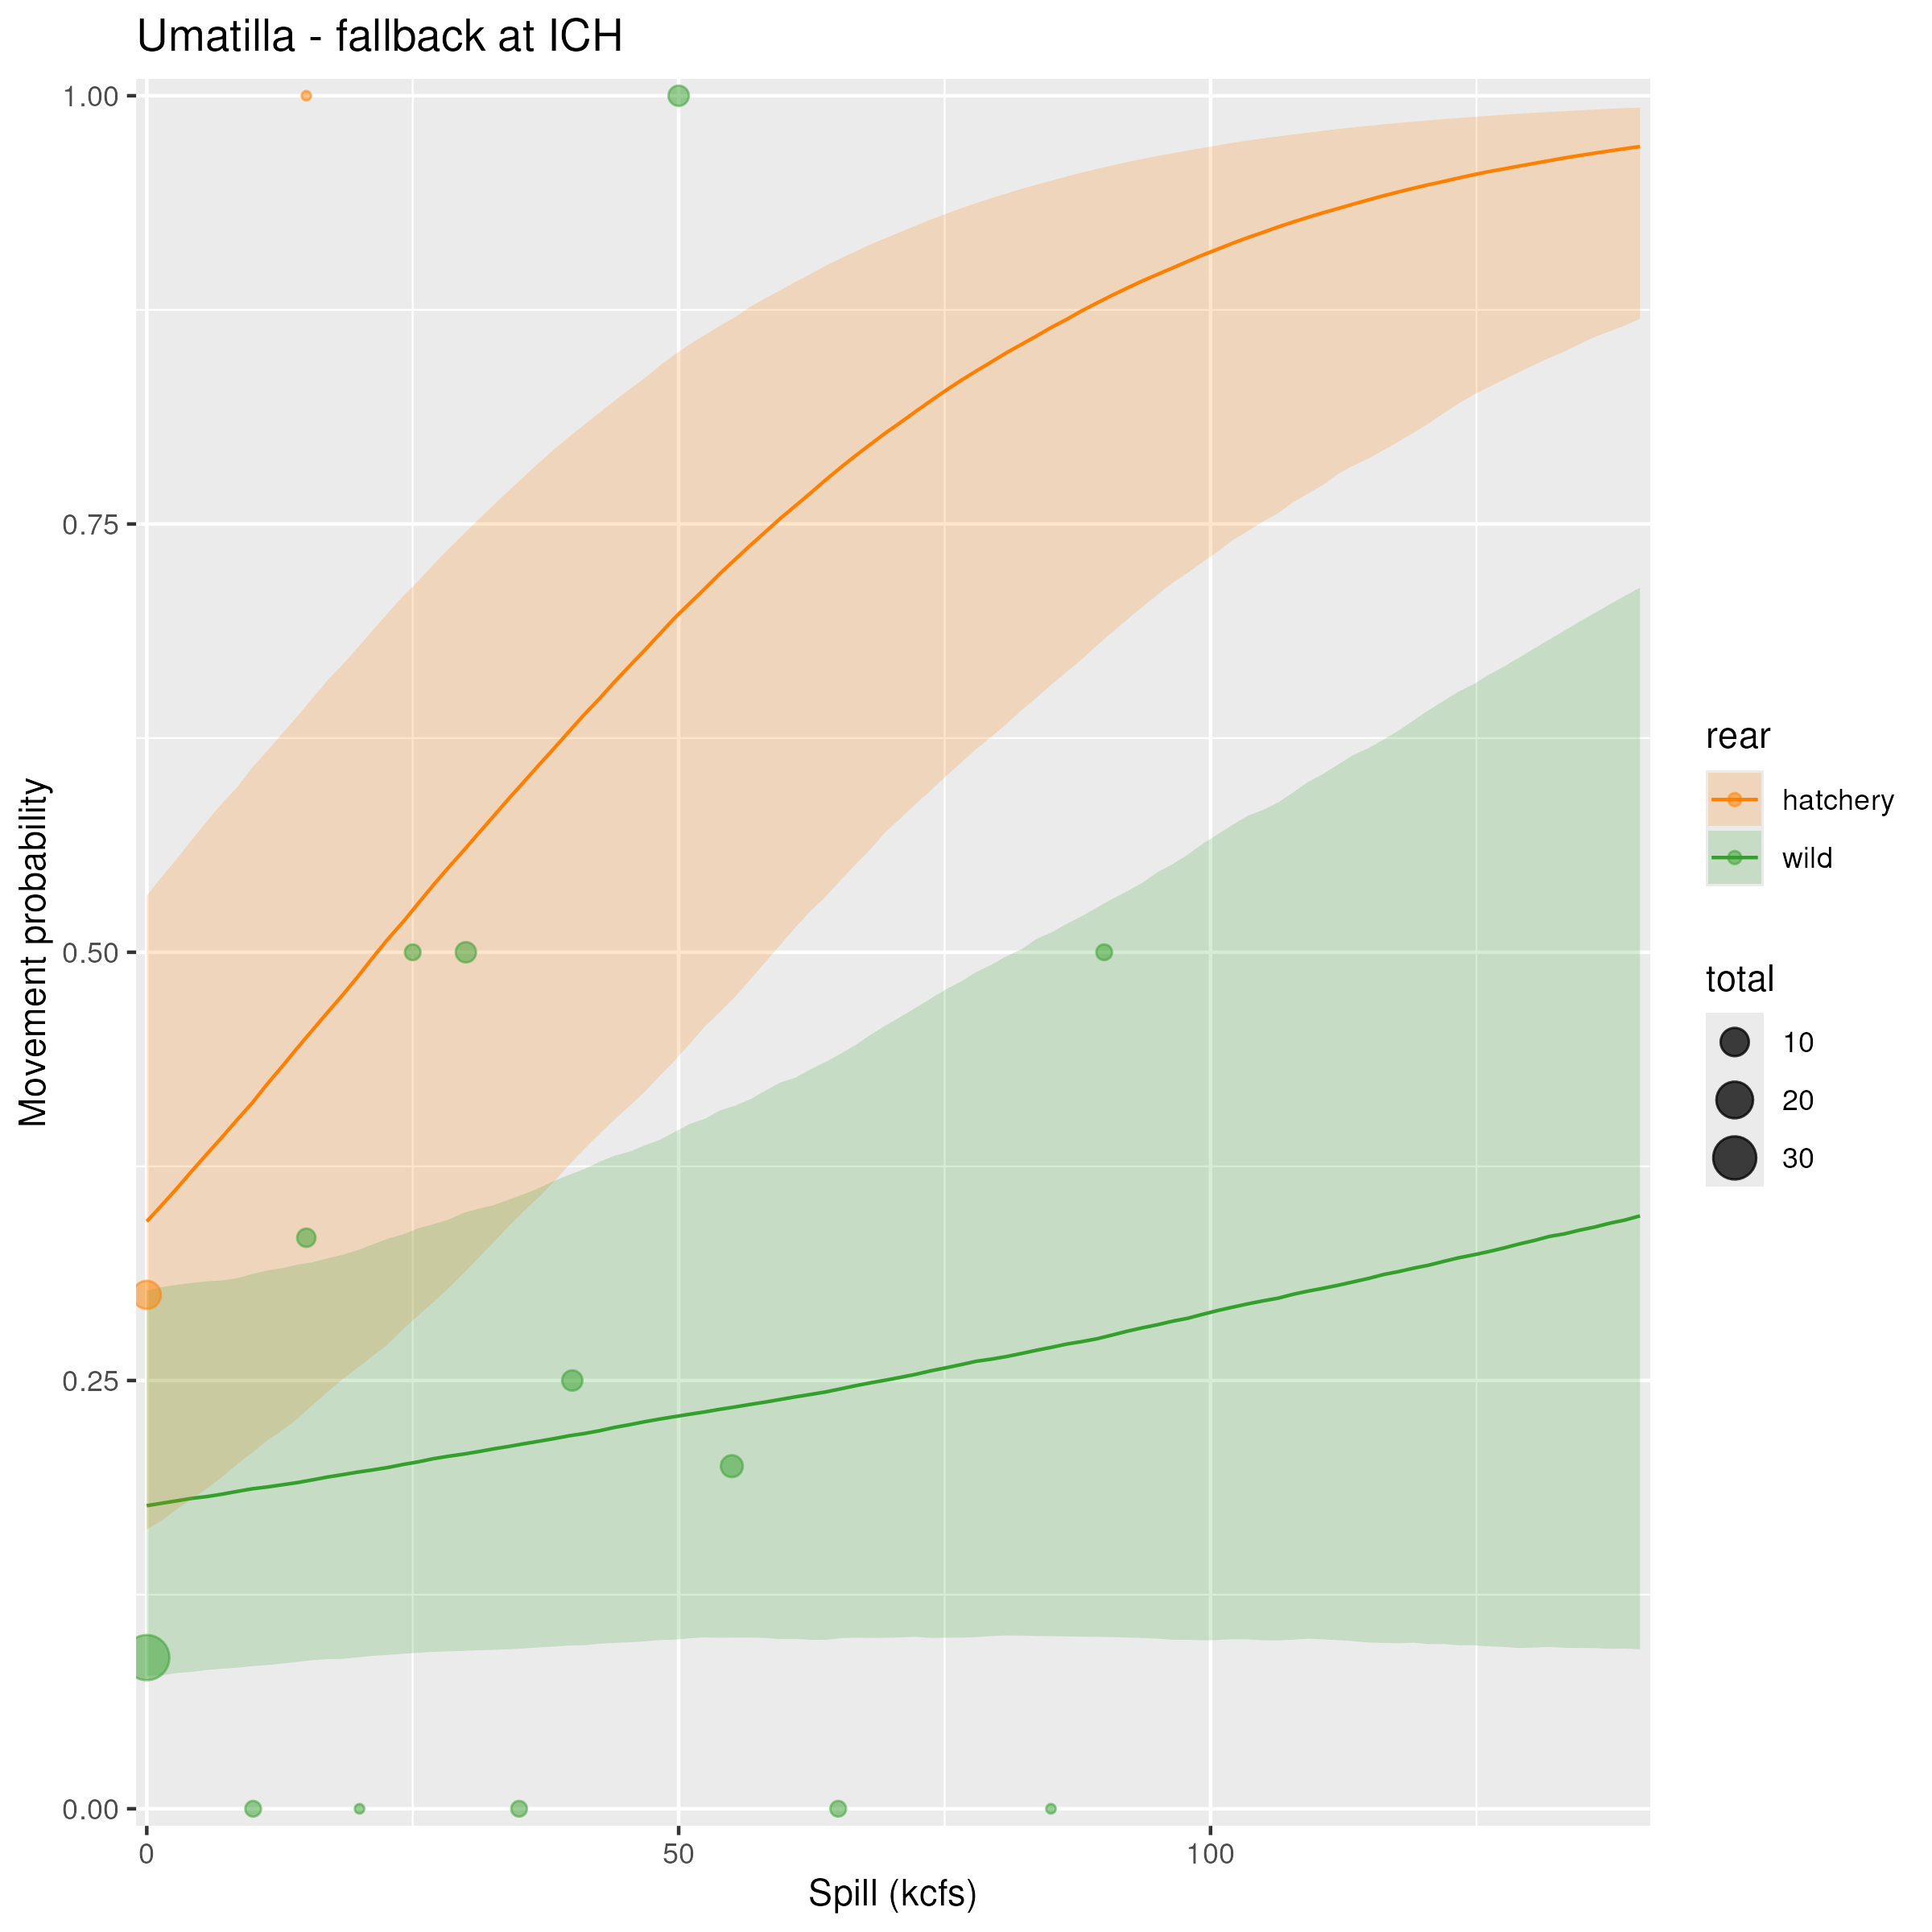 Umatilla - fallback at ICH
Movement probability
1.00
0.75
0.50
0.25
0.00
0 50 100
Spill (kcfs)
rear
hatchery
wild
total
10
20
30